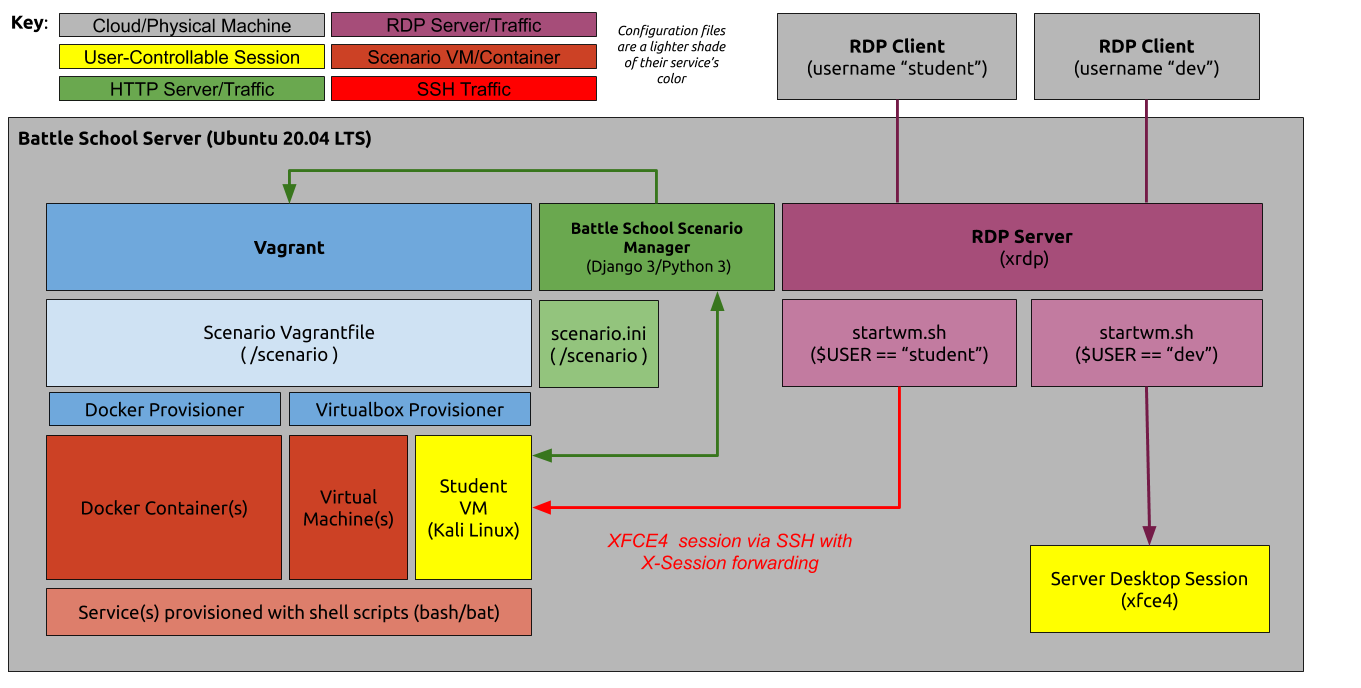 Key:
Cloud/Physical Machine
RDP Server/Traffic
User-Controllable Session
Scenario VM/Container
HTTP Server/Traffic
SSH Traffic
Configuration files
are a lighter shade
of their service's
color
RDP Client
(username “student”)
RDP Client
(username “dev”)
Battle School Server (Ubuntu 20.04 LTS)
Vagrant
Battle School Scenario
Manager
(Django 3/Python 3)
RDP Server
(xrdp)
Scenario Vagrantfile
( /scenario )
scenario.ini
( /scenario )
startwm.sh
($USER == “student”)
startwm.sh
($USER == “dev”)
Docker Provisioner
Virtualbox Provisioner
Docker Container(s)
Virtual
Machine(s)
Student
VM
(Kali Linux)
XFCE4 session via SSH with
X-Session forwarding
Server Desktop Session
(xfce4)
Service(s) provisioned with shell scripts (bash/bat)